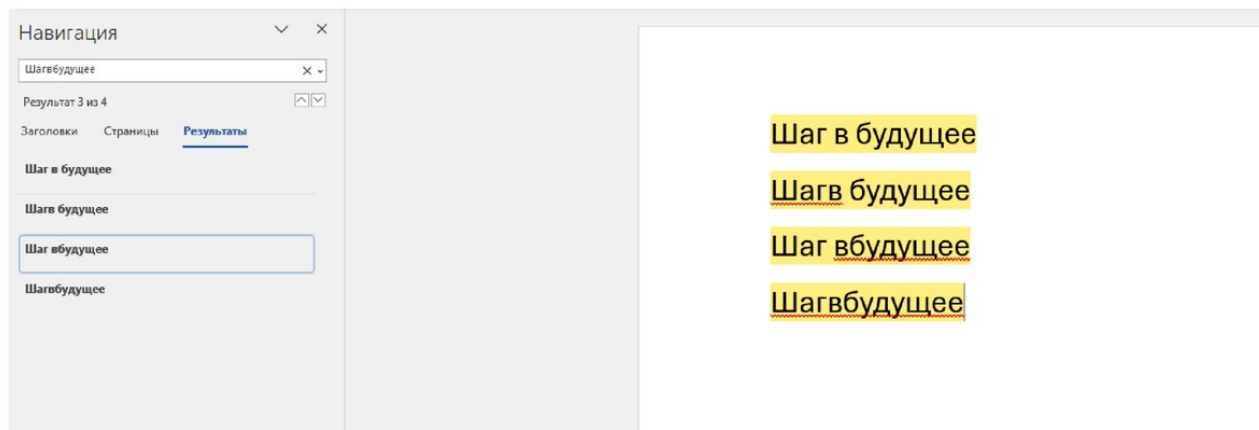 Навигация
Шагвбудущее
Результат 3 из 4
Заголовки Страницы Результаты
Шаг в будущее
Шагв будущее
Шаг вбудущее
Шагвбудущее
Шаг в будущее
Шагв будущее
Шаг вбудущее
Шагвбудущее